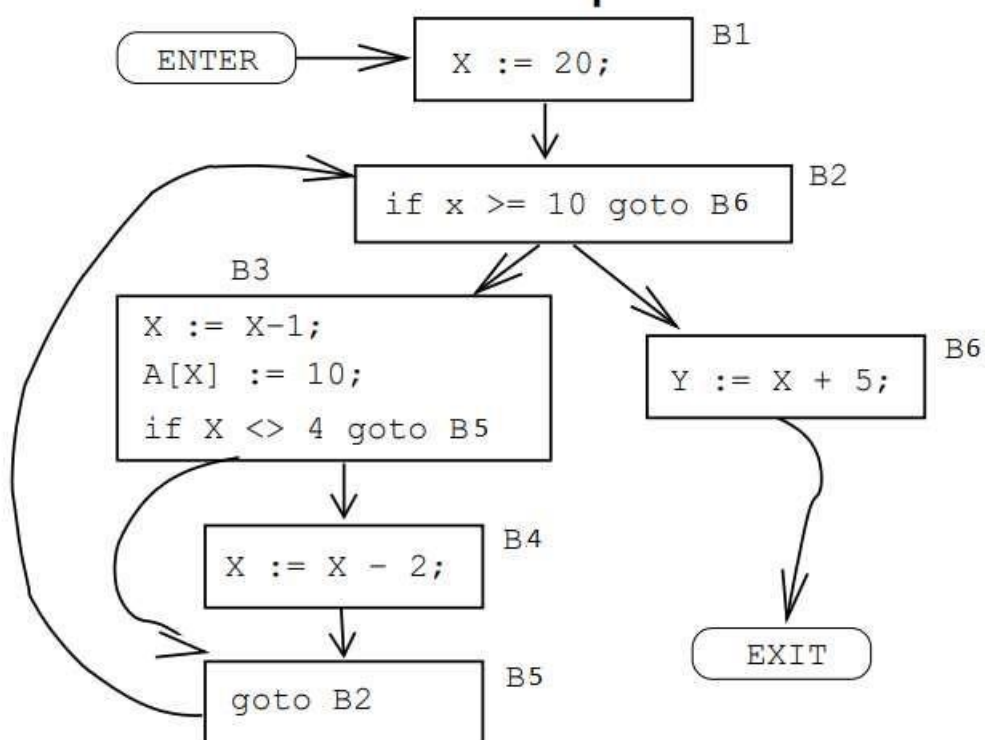 ENTER
X := 20;
B1
if x >= 10 goto B6
B2
B3
X := X-1;
A[X] := 10;
if X <> 4 goto B5
B6
Y := X + 5;
X := X - 2;
B4
EXIT
goto B2
B5